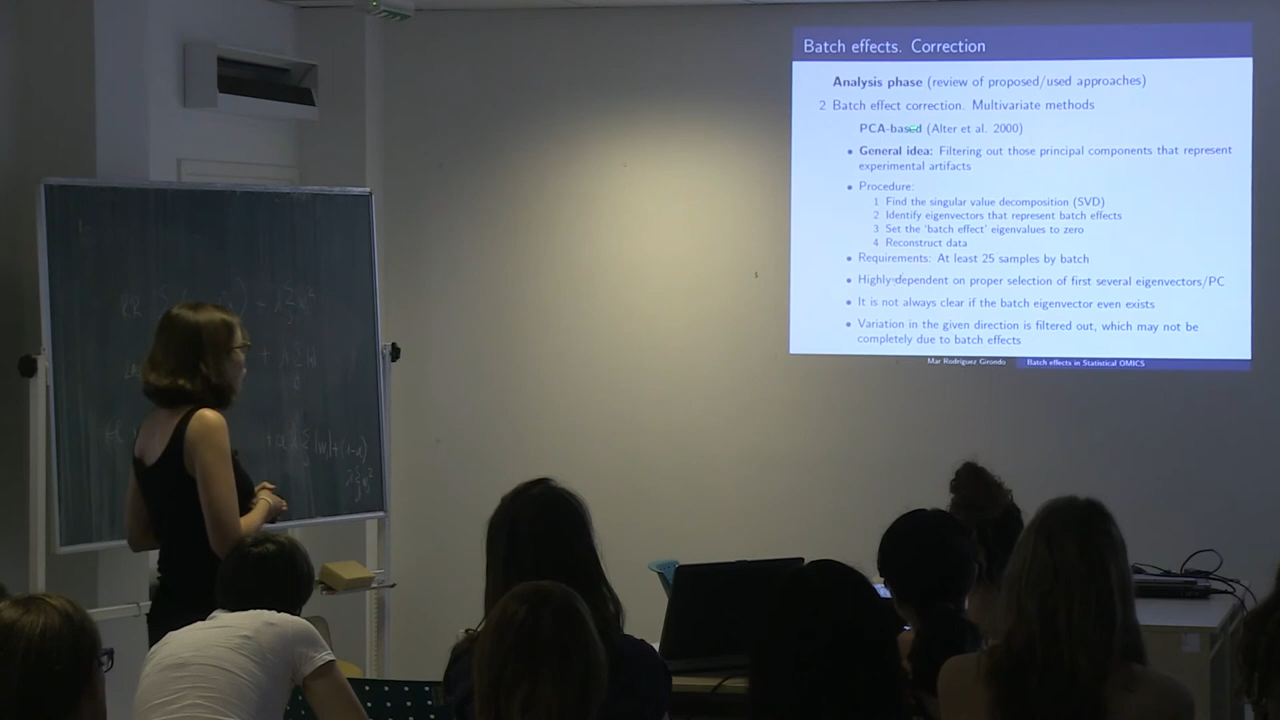 Batch effects. Correction
Analysis phase (review of proposed/used approaches)
2 Batch effect correction. Multivariate methods
PCA-based (Alter et al. 2000)
• General idea: Filtering out those principal components that represent
experimental artifacts
• Procedure:
1 Find the singular value decomposition (SVD)
2 Identify eigenvectors that represent batch effects
3 Set the 'batch effect' eigenvalues to zero
4 Reconstruct data
• Requirements: At least 25 samples by batch
• Highly dependent on proper selection of first several eigenvectors/PC
• It is not always clear if the batch eigenvector even exists
• Variation in the given direction is filtered out, which may not be
completely due to batch effects
Mar Rodríguez Girondo Batch effects in Statistical OMICS
RR